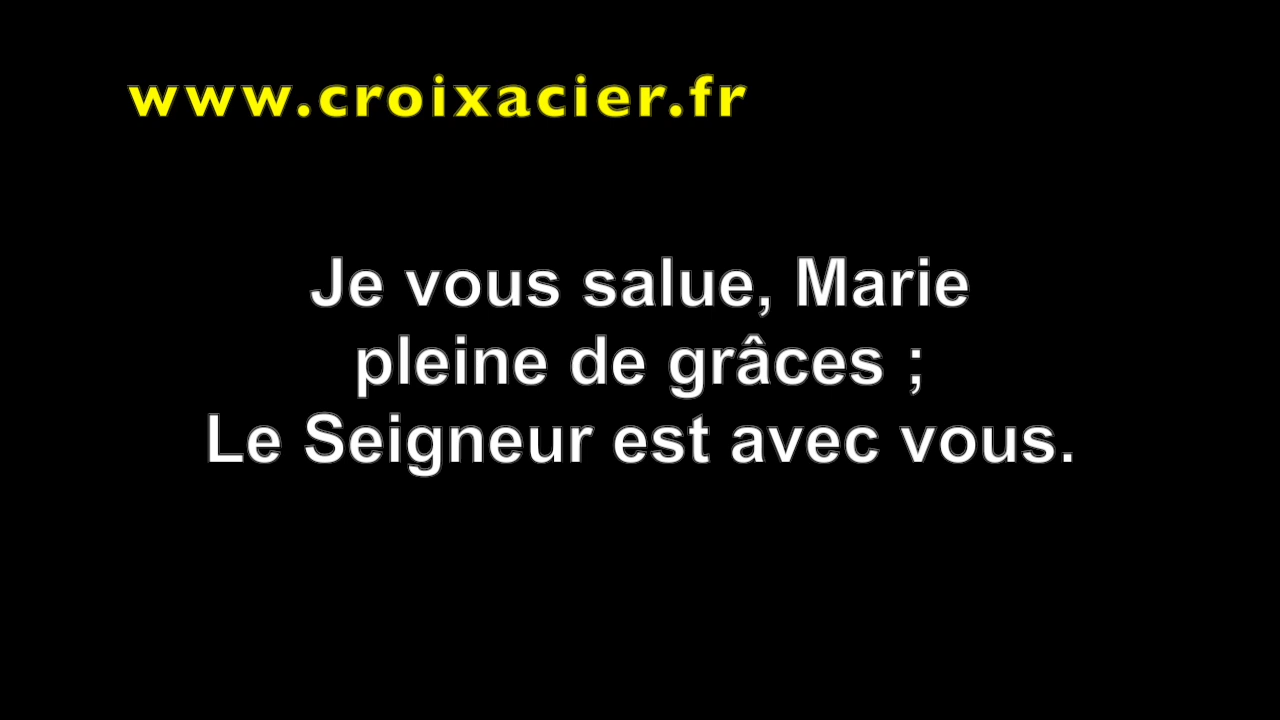 www.croixacier.fr
Je vous salue, Marie
pleine de grâces ;
Le Seigneur est avec vous.